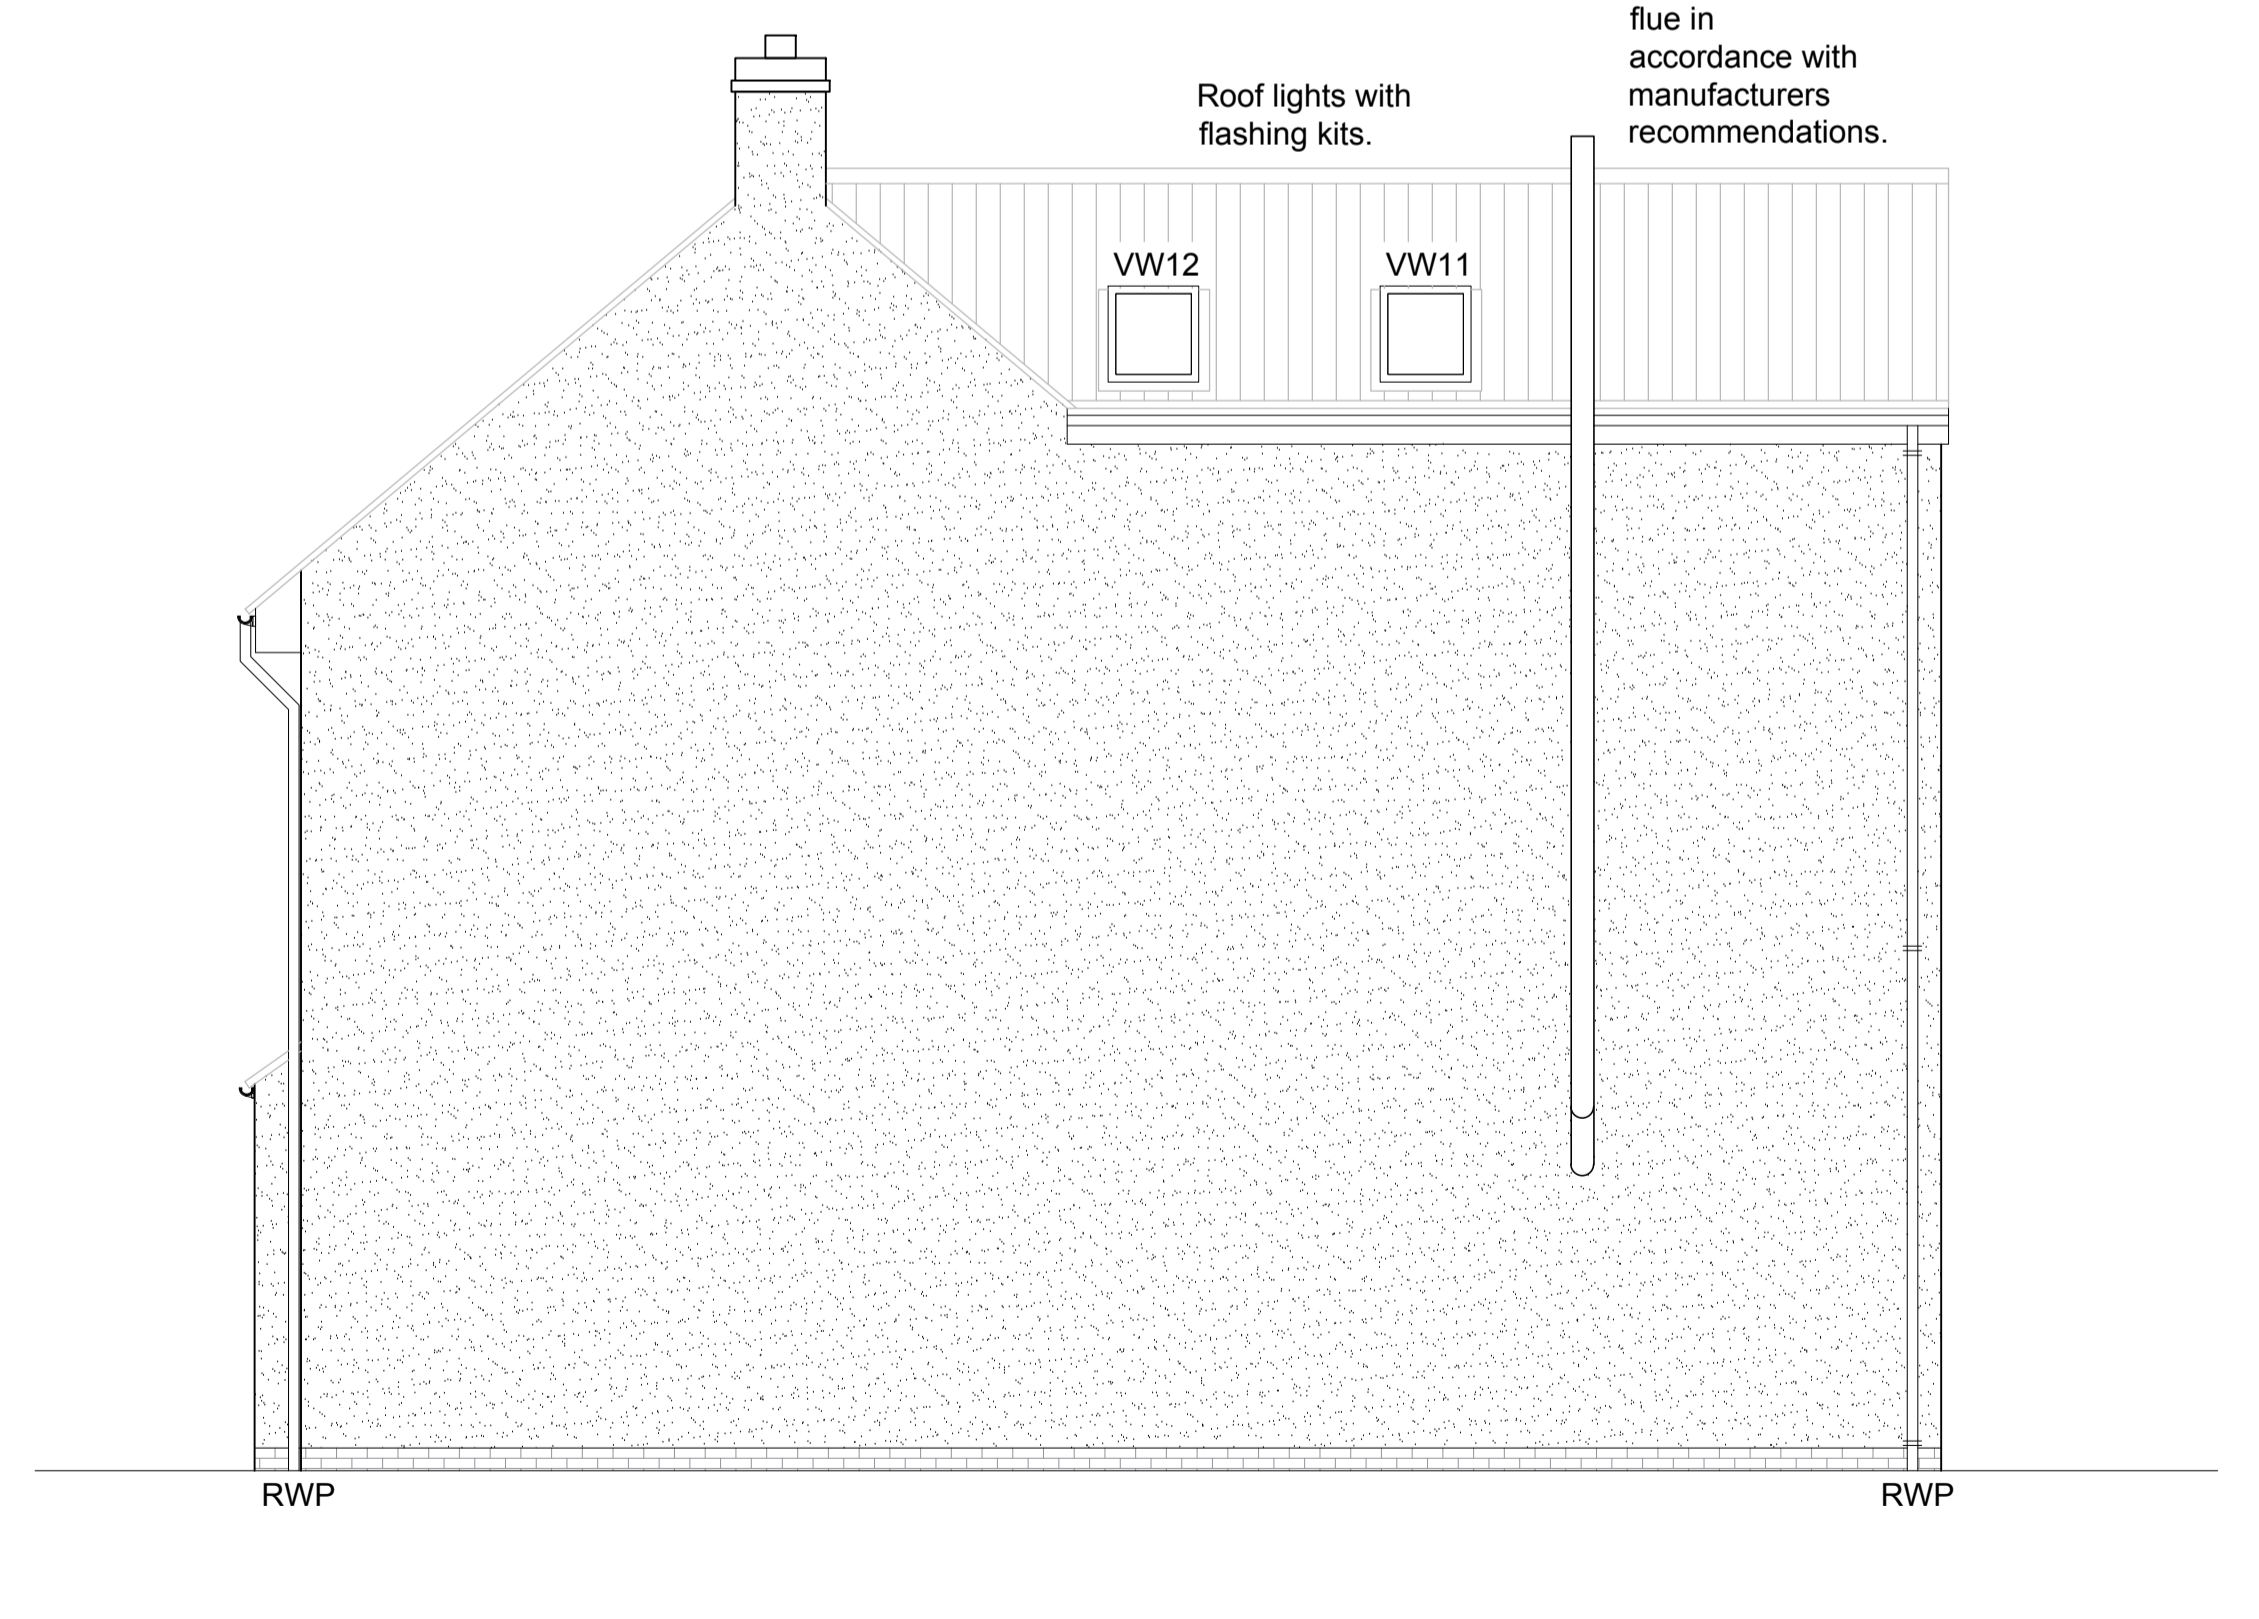 flue in
accordance with
manufacturers
recommendations.
Roof lights with
flashing kits.
VW12
VW11
RWP
RWP